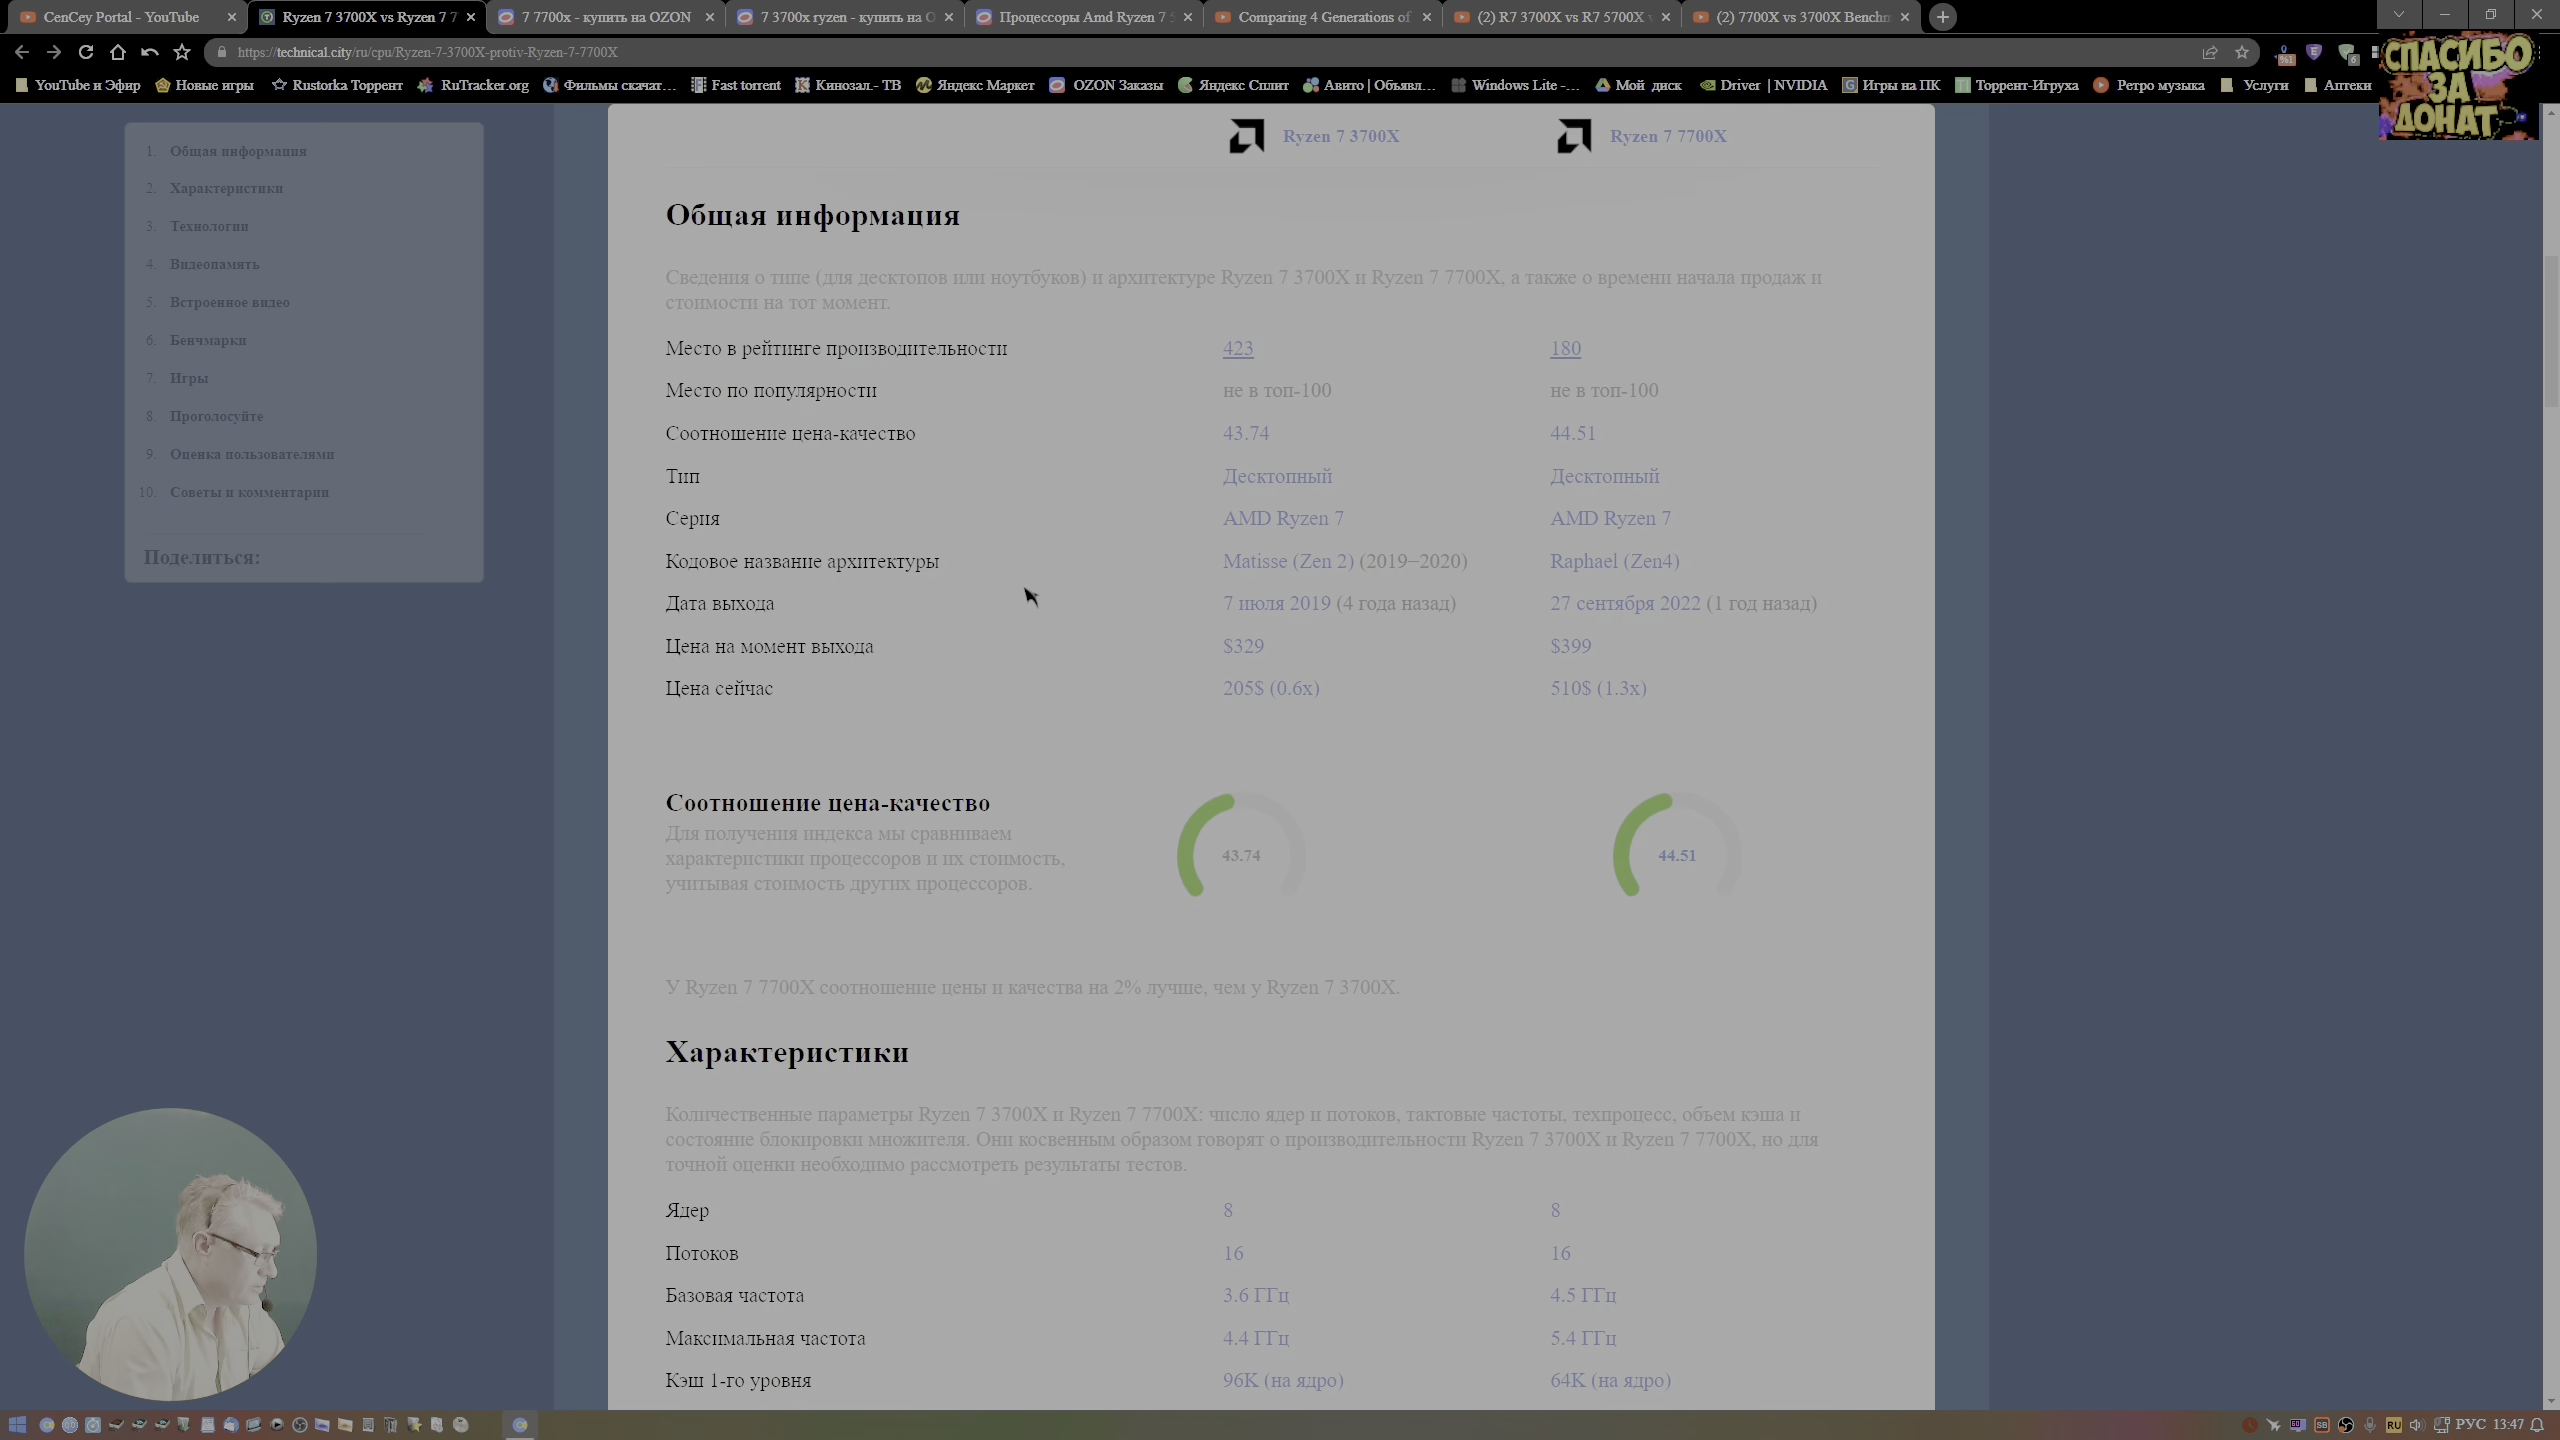 CenCey Portal - YouTube
Ryzen 7 3700X vs Ryzen 7 7
7 7700x - купить на OZON
7 3700x ryzen - купить на O
Процессоры Amd Ryzen 7 5
Comparing 4 Generations of
(2) R7 3700X vs R7 5700X v
(2) 7700X vs 3700X Benchm
https://technical.city/ru/cpu/Ryzen-7-3700X-protiv-Ryzen-7-7700X
YouTube и Эфир
Новые игры
Rustorka Торрент
RuTracker.org
Фильмы скачат...
Fast torrent
Кинозал.- ТВ
Яндекс Маркет
OZON Заказы
Яндекс Сплит
Авито | Объявл...
Windows Lite -...
Мой диск
Driver | NVIDIA
Игры на ПК
Торрент-Игруха
Ретро музыка
Услуги
Аптеки
СПАСИБО
ЗА
ДОНАТ
1. Общая информация
2. Характеристики
3. Технологии
4. Видеопамять
5. Встроенное видео
6. Бенчмарки
7. Игры
8. Проголосуйте
9. Оценка пользователями
10. Советы и комментарии
Поделиться:
Ryzen 7 3700X Ryzen 7 7700X
Общая информация
Сведения о типе (для десктопов или ноутбуков) и архитектуре Ryzen 7 3700X и Ryzen 7 7700X, а также о времени начала продаж и
стоимости на тот момент.
Место в рейтинге производительности 423 180
Место по популярности не в топ-100 не в топ-100
Соотношение цена-качество 43.74 44.51
Тип Десктопный Десктопный
Серия AMD Ryzen 7 AMD Ryzen 7
Кодовое название архитектуры Matisse (Zen 2) (2019−2020) Raphael (Zen4)
Дата выхода 7 июля 2019 (4 года назад) 27 сентября 2022 (1 год назад)
Цена на момент выхода $329 $399
Цена сейчас 205$ (0.6x) 510$ (1.3x)
Соотношение цена-качество
Для получения индекса мы сравниваем
характеристики процессоров и их стоимость,
учитывая стоимость других процессоров.
43.74 44.51
У Ryzen 7 7700X соотношение цены и качества на 2% лучше, чем у Ryzen 7 3700X.
Характеристики
Количественные параметры Ryzen 7 3700X и Ryzen 7 7700X: число ядер и потоков, тактовые частоты, техпроцесс, объем кэша и
состояние блокировки множителя. Они косвенным образом говорят о производительности Ryzen 7 3700X и Ryzen 7 7700X, но для
точной оценки необходимо рассмотреть результаты тестов.
Ядер 8 8
Потоков 16 16
Базовая частота 3.6 ГГц 4.5 ГГц
Максимальная частота 4.4 ГГц 5.4 ГГц
Кэш 1-го уровня 96K (на ядро) 64K (на ядро)
RU
РУС 13:47